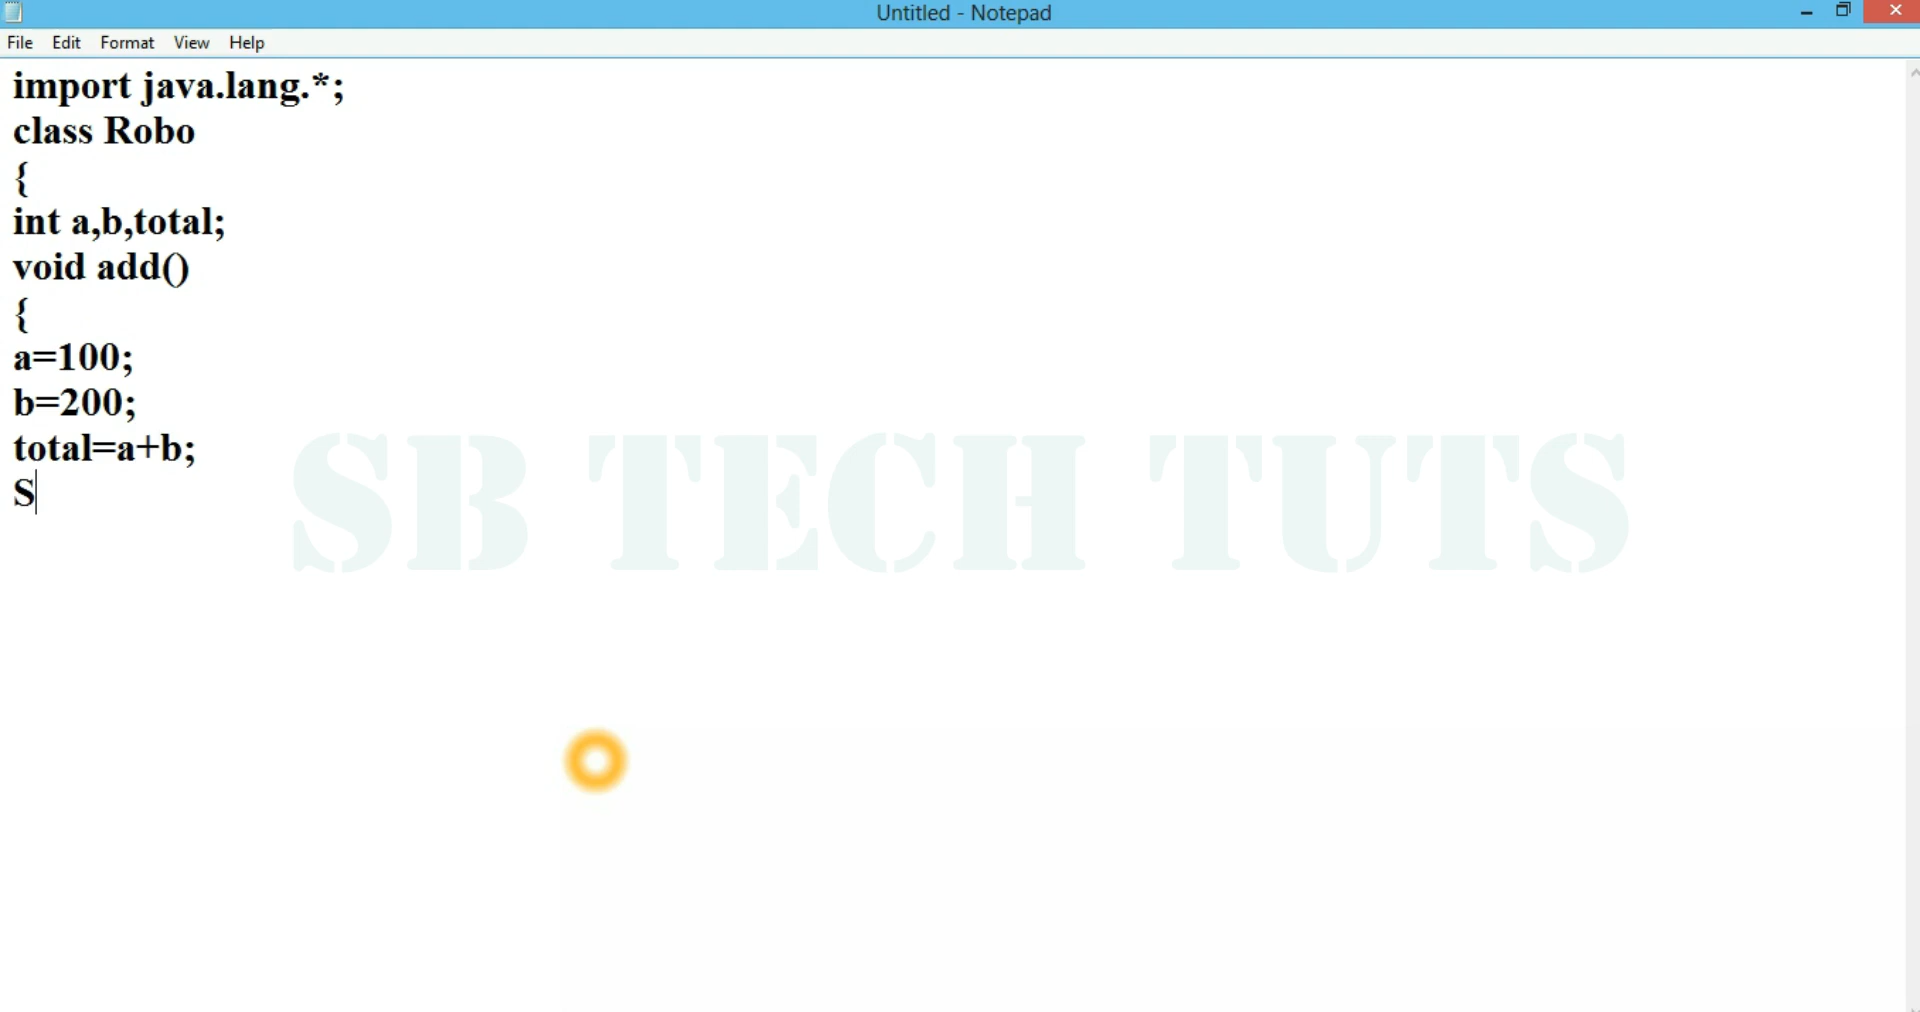 Untitled - Notepad
File Edit Format View Help
import java.lang.*;
class Robo
{
int a,b,total;
void add()
{
a=100;
b=200;
total=a+b;
S
SB TECH TUTS